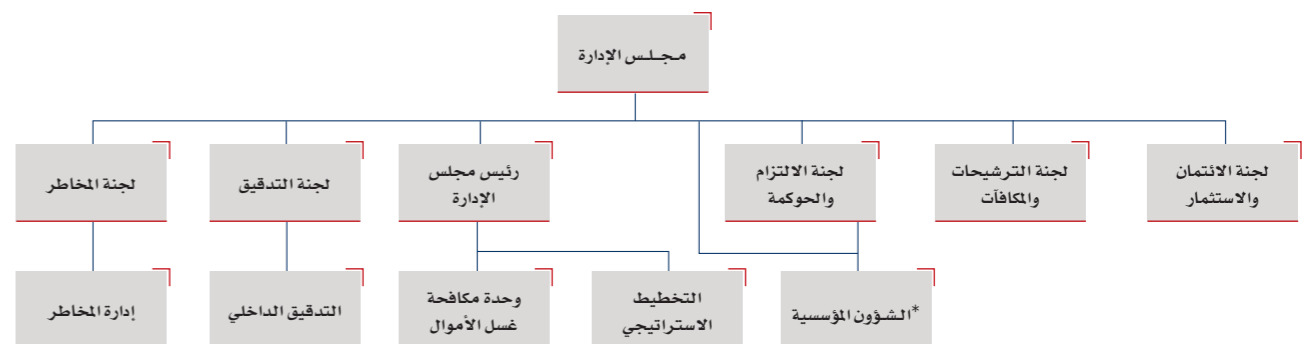 مجلس الإدارة
لجنة الائتمان
والاستثمار
لجنة الترشيحات
والمكافآت
لجنة الالتزام
والحوكمة
رئيس مجلس
الإدارة
لجنة التدقيق
لجنة المخاطر
*الشؤون المؤسسية
التخطيط
الاستراتيجي
وحدة مكافحة
غسل الأموال
التدقيق الداخلي
إدارة المخاطر